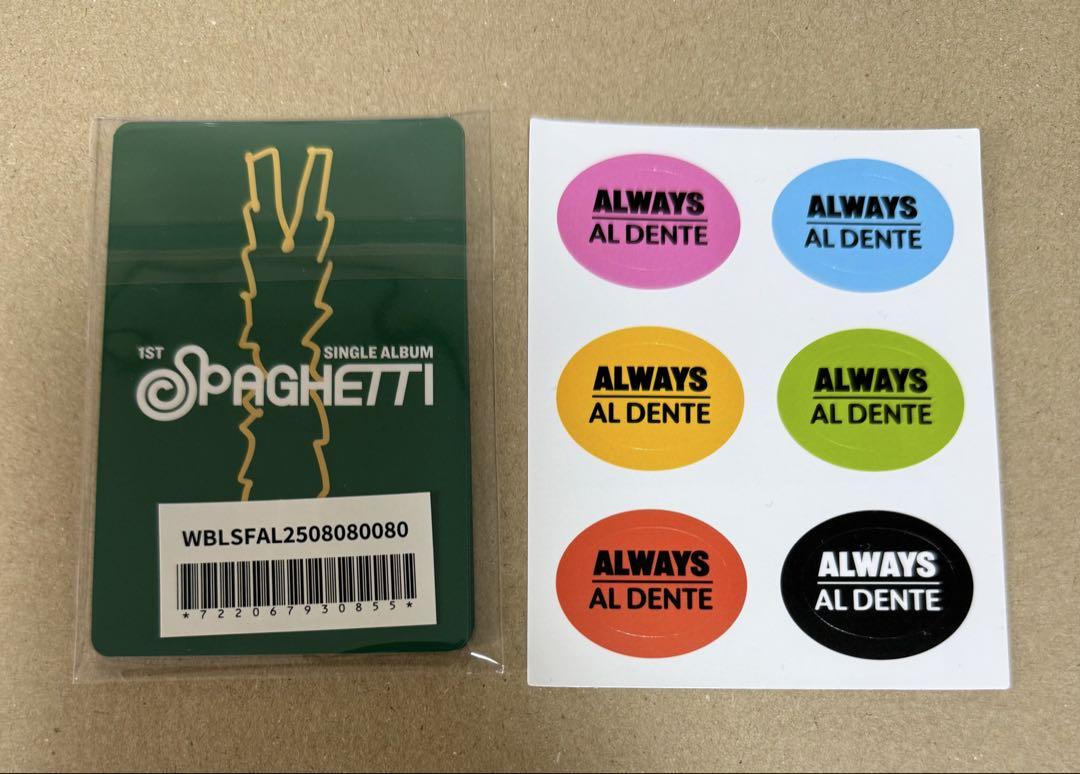 1ST SINGLE ALBUM
SPAGHETTI
WBLSFAL2508080080
*722067930855*
ALWAYS
AL DENTE
ALWAYS
AL DENTE
ALWAYS
AL DENTE
ALWAYS
AL DENTE
ALWAYS
AL DENTE
ALWAYS
AL DENTE